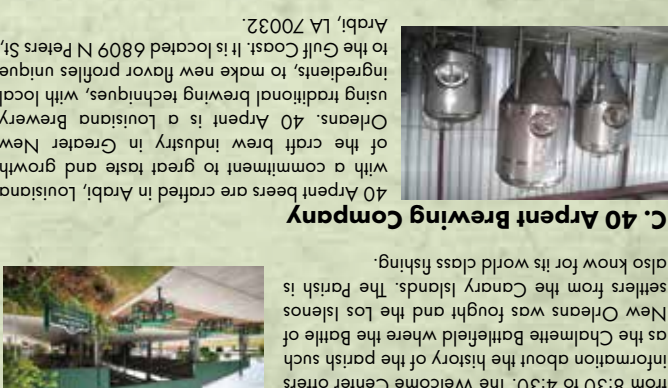 from 8:30 to 4:30. The Welcome Center offers
information about the history of the parish such
as the Chalmette Battlefield where the Battle of
New Orleans was fought and the Los Islenos
settlers from the Canary Islands. The Parish is
also know for its world class fishing.
C. 40 Arpent Brewing Company
40 Arpent beers are crafted in Arabi, Louisiana
with a commitment to great taste and growth
of the craft brew industry in Greater New
Orleans. 40 Arpent is a Louisiana Brewery
using traditional brewing techniques, with local
ingredients, to make new flavor profiles unique
to the Gulf Coast. It is located 6809 N Peters St,
Arabi, LA 70032.